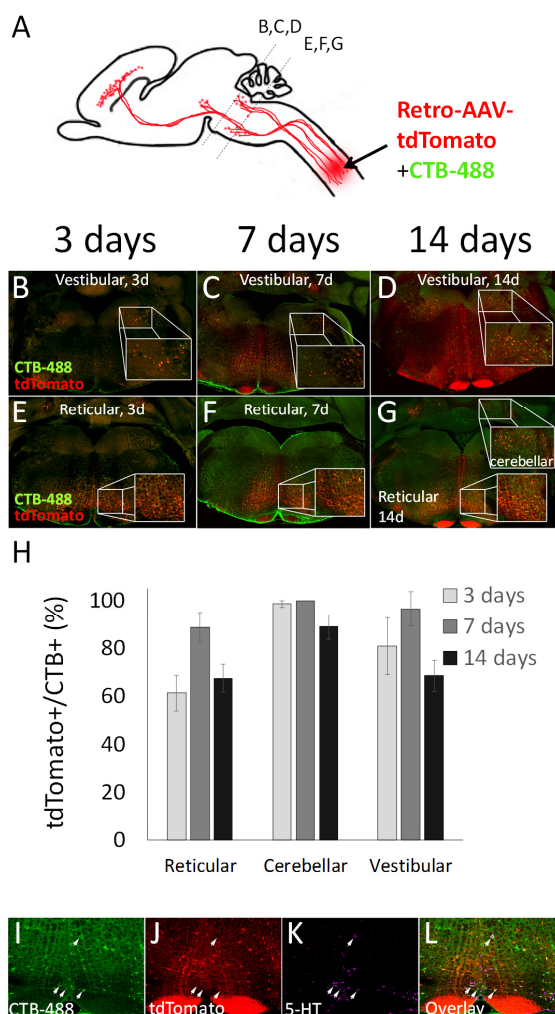 A
B,C,D
E,F,G
Retro-AAV-
tdTomato
+CTB-488
3 days
7 days
14 days
B
Vestibular, 3d
CTB-488
tdTomato
C
Vestibular, 7d
D
Vestibular, 14d
E
Reticular, 3d
CTB-488
tdTomato
F
Reticular, 7d
G
cerebellar
Reticular
14d
H
tdTomato+/CTB+ (%)
100
80
60
40
20
0
3 days
7 days
14 days
Reticular
Cerebellar
Vestibular
I
CTB-488
J
tdTomato
K
5-HT
L
Overlay